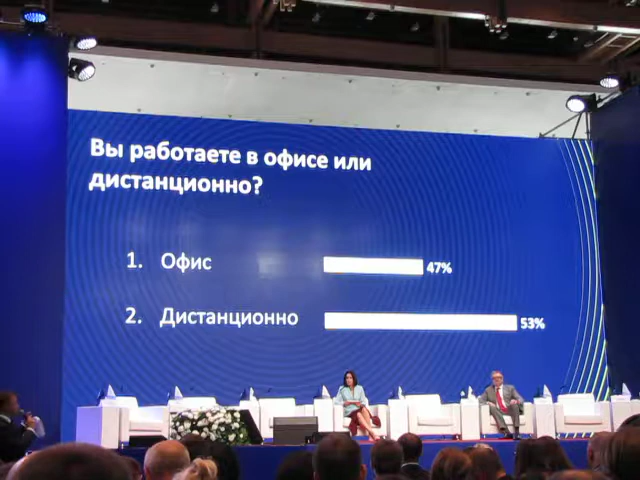 Вы работаете в офисе или
дистанционно?
1. Офис 47%
2. Дистанционно 53%